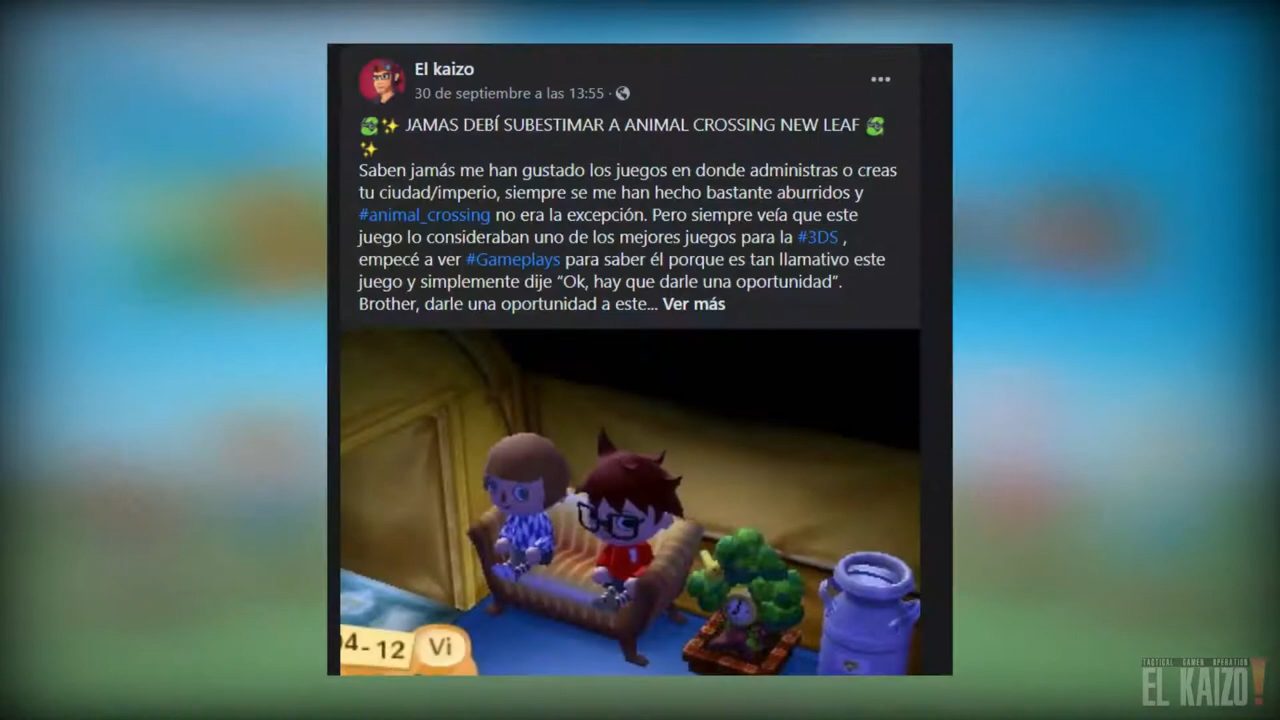 El kaizo
30 de septiembre a las 13:55 ·
JAMAS DEBÍ SUBESTIMAR A ANIMAL CROSSING NEW LEAF
Saben jamás me han gustado los juegos en donde administras o creas
tu ciudad/imperio, siempre se me han hecho bastante aburridos y
#animal_crossing no era la excepción. Pero siempre veía que este
juego lo consideraban uno de los mejores juegos para la #3DS ,
empecé a ver #Gameplays para saber él porque es tan llamativo este
juego y simplemente dije “Ok, hay que darle una oportunidad”.
Brother, darle una oportunidad a este... Ver más
04-12 Vi
TACTICAL GAMER OPERATION
EL KAIZO!